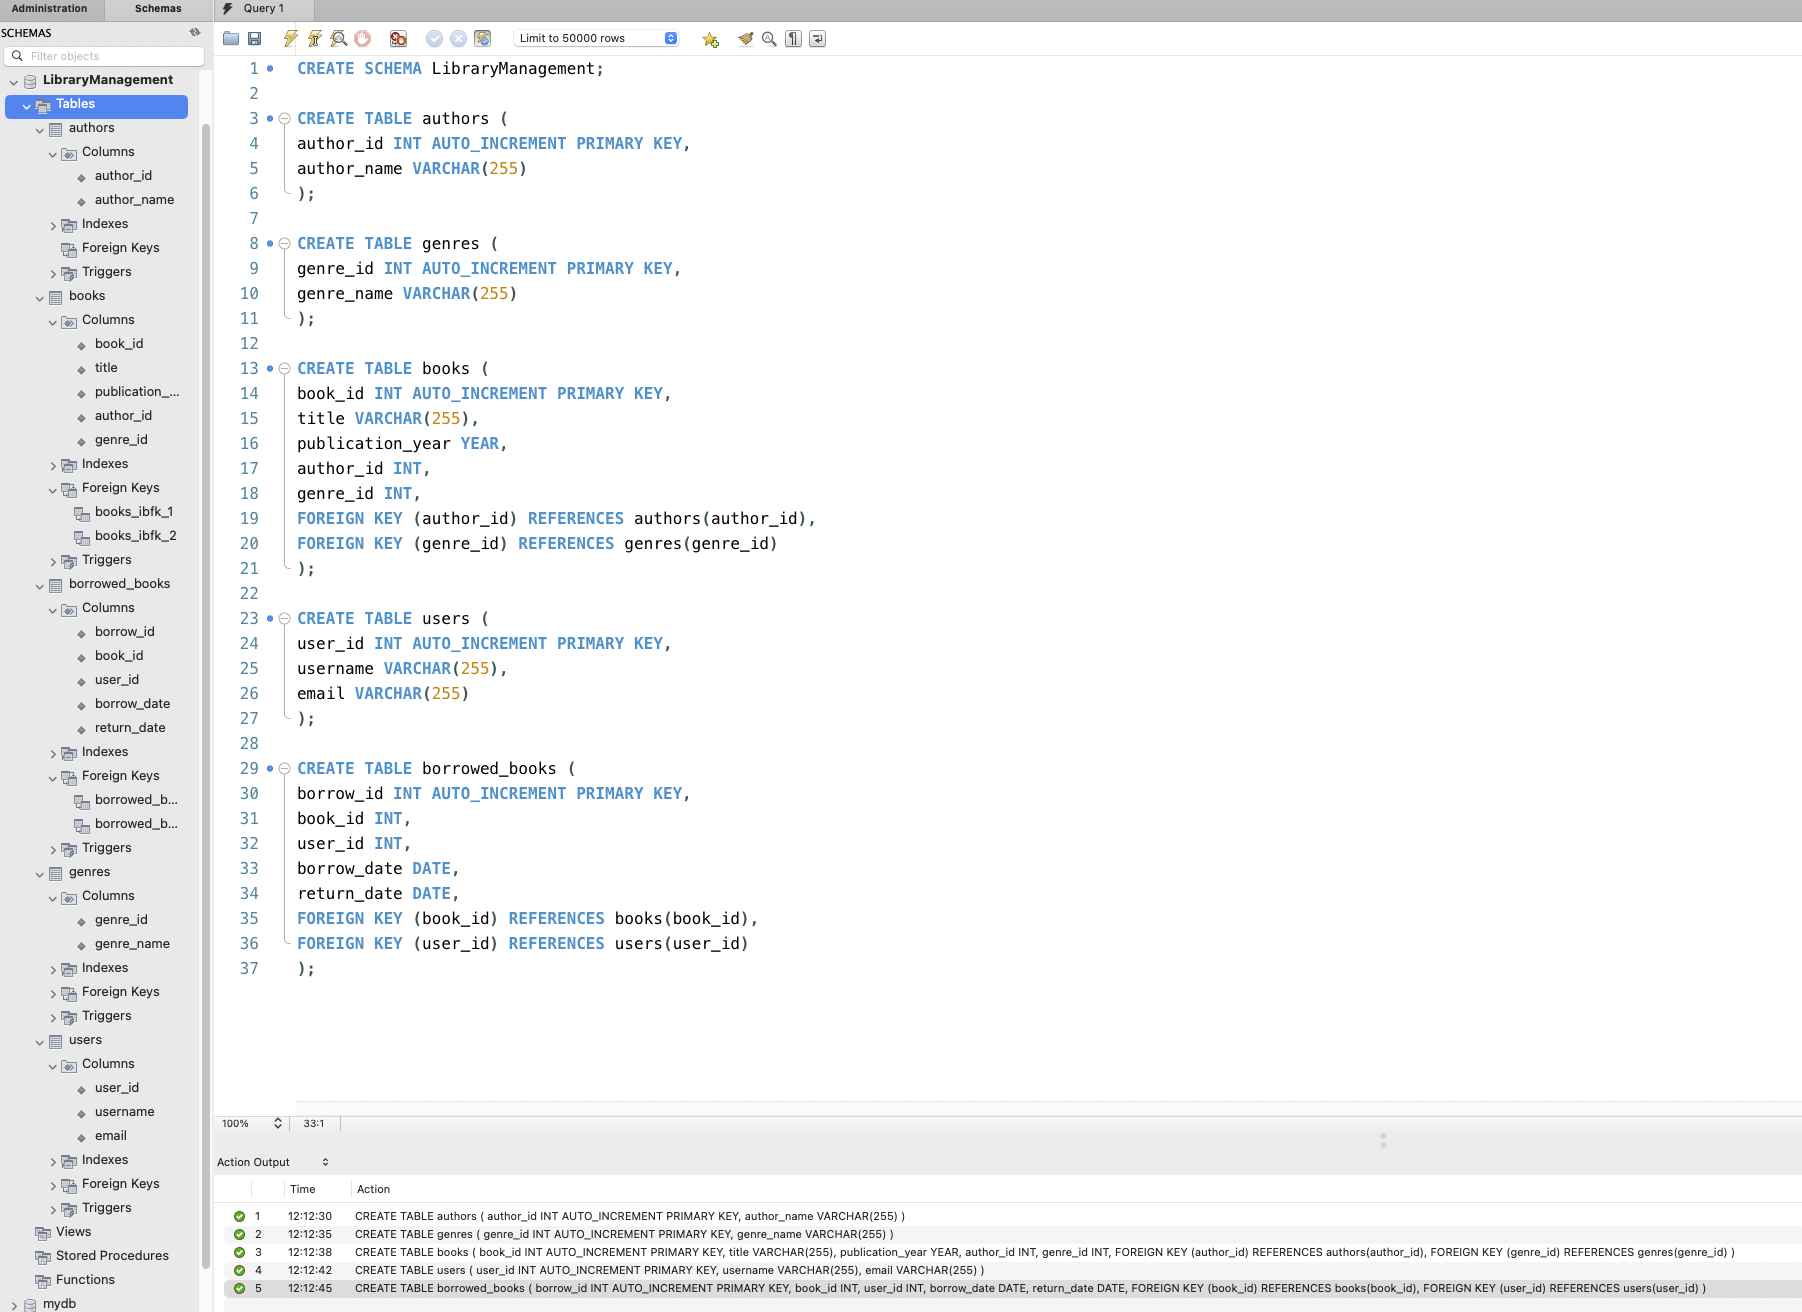 Administration
Schemas
Query 1
SCHEMAS
Filter objects
Limit to 50000 rows
LibraryManagement
Tables
authors
Columns
author_id
author_name
Indexes
Foreign Keys
Triggers
books
Columns
book_id
title
publication_...
author_id
genre_id
Indexes
Foreign Keys
books_ibfk_1
books_ibfk_2
Triggers
borrowed_books
Columns
borrow_id
book_id
user_id
borrow_date
return_date
Indexes
Foreign Keys
borrowed_b...
borrowed_b...
Triggers
genres
Columns
genre_id
genre_name
Indexes
Foreign Keys
Triggers
users
Columns
user_id
username
email
Indexes
Foreign Keys
Triggers
Views
Stored Procedures
Functions
mydb
1 CREATE SCHEMA LibraryManagement;
2
3 CREATE TABLE authors (
4 author_id INT AUTO_INCREMENT PRIMARY KEY,
5 author_name VARCHAR(255)
6 );
7
8 CREATE TABLE genres (
9 genre_id INT AUTO_INCREMENT PRIMARY KEY,
10 genre_name VARCHAR(255)
11 );
12
13 CREATE TABLE books (
14 book_id INT AUTO_INCREMENT PRIMARY KEY,
15 title VARCHAR(255),
16 publication_year YEAR,
17 author_id INT,
18 genre_id INT,
19 FOREIGN KEY (author_id) REFERENCES authors(author_id),
20 FOREIGN KEY (genre_id) REFERENCES genres(genre_id)
21 );
22
23 CREATE TABLE users (
24 user_id INT AUTO_INCREMENT PRIMARY KEY,
25 username VARCHAR(255),
26 email VARCHAR(255)
27 );
28
29 CREATE TABLE borrowed_books (
30 borrow_id INT AUTO_INCREMENT PRIMARY KEY,
31 book_id INT,
32 user_id INT,
33 borrow_date DATE,
34 return_date DATE,
35 FOREIGN KEY (book_id) REFERENCES books(book_id),
36 FOREIGN KEY (user_id) REFERENCES users(user_id)
37 );
100% 33:1
Action Output
Time Action
1 12:12:30 CREATE TABLE authors ( author_id INT AUTO_INCREMENT PRIMARY KEY, author_name VARCHAR(255) )
2 12:12:35 CREATE TABLE genres ( genre_id INT AUTO_INCREMENT PRIMARY KEY, genre_name VARCHAR(255) )
3 12:12:38 CREATE TABLE books ( book_id INT AUTO_INCREMENT PRIMARY KEY, title VARCHAR(255), publication_year YEAR, author_id INT, genre_id INT, FOREIGN KEY (author_id) REFERENCES authors(author_id), FOREIGN KEY (genre_id) REFERENCES genres(genre_id) )
4 12:12:42 CREATE TABLE users ( user_id INT AUTO_INCREMENT PRIMARY KEY, username VARCHAR(255), email VARCHAR(255) )
5 12:12:45 CREATE TABLE borrowed_books ( borrow_id INT AUTO_INCREMENT PRIMARY KEY, book_id INT, user_id INT, borrow_date DATE, return_date DATE, FOREIGN KEY (book_id) REFERENCES books(book_id), FOREIGN KEY (user_id) REFERENCES users(user_id) )